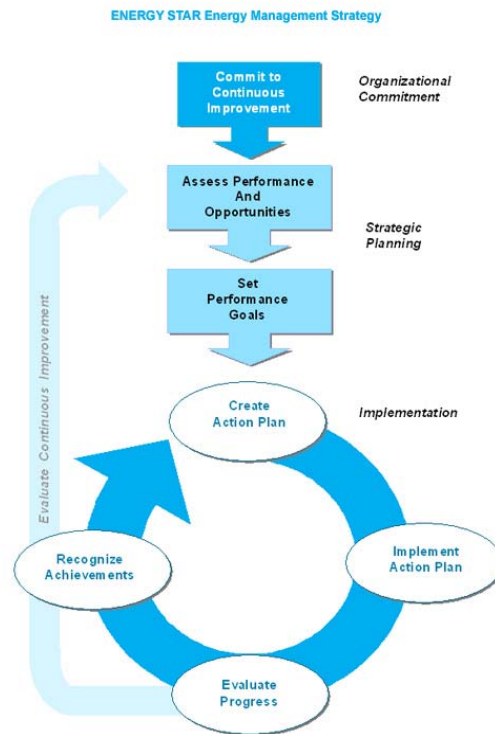 ENERGY STAR Energy Management Strategy
Commit to
Continuous
Improvement
Organizational
Commitment
Assess Performance
And
Opportunities
Strategic
Planning
Set
Performance
Goals
Evaluate Continuous Improvement
Create
Action Plan
Implementation
Recognize
Achievements
Implement
Action Plan
Evaluate
Progress